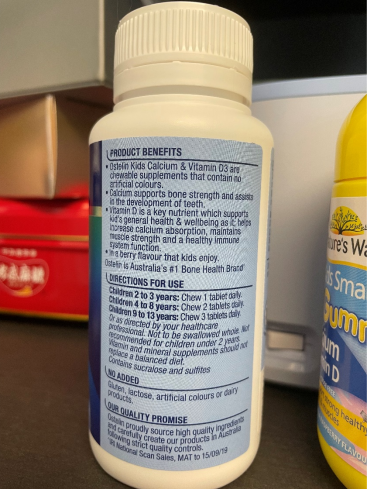 PRODUCT BENEFITS
• Ostelin Kids Calcium & Vitamin D3 are
chewable supplements that contain no
artificial colours.
• Calcium supports bone strength and assists
in the development of teeth.
• Vitamin D is a key nutrient which supports
kid's general health & wellbeing as it; helps
increase calcium absorption, maintains
muscle strength and a healthy immune
system function.
• In a berry flavour that kids enjoy.
Ostelin is Australia's #1 Bone Health Brand
DIRECTIONS FOR USE
Children 2 to 3 years: Chew 1 tablet daily.
Children 4 to 8 years: Chew 2 tablets daily.
Children 9 to 13 years: Chew 3 tablets daily.
Or as directed by your healthcare
professional. Not to be swallowed whole. Not
recommended for children under 2 years.
Vitamin and mineral supplements should not
replace a balanced diet.
Contains sucralose and sulfites
NO ADDED
Gluten, lactose, artificial colours or dairy
products.
OUR QUALITY PROMISE
Ostelin proudly source high quality ingredients
and carefully create our products in Australia
following strict quality controls.
National Scan Sales, MAT to 15/09/19
ure's Wa
ds Sma
Gumm
ium
n D
healthy
FLAVOU